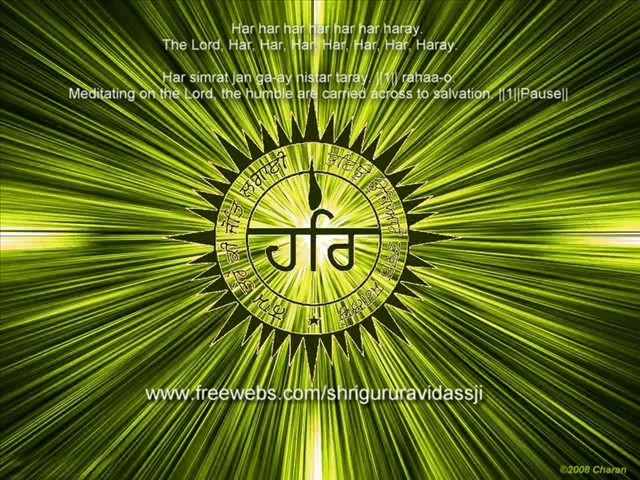 Har har har har har har haray.
The Lord, Har, Har, Har, Har, Har, Har, Haray.
Har simrat jan ga-ay nistar taray. ||1|| rahaa-o.
Meditating on the Lord, the humble are carried across to salvation. ||1||Pause||
ਹਰਿ
www.freewebs.com/shrigururavidassji
©2008 Charan